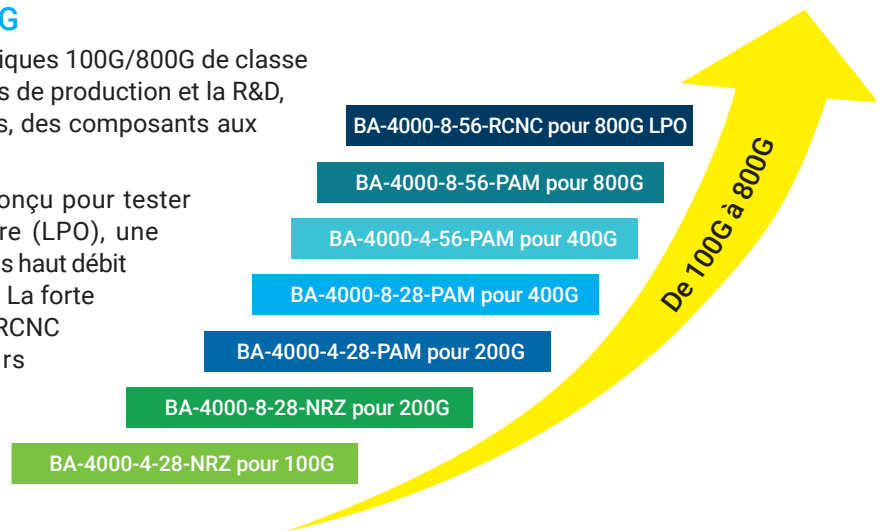 G
iques 100G/800G de classe
s de production et la R&D,
s, des composants aux
onçu pour tester
re (LPO), une
s haut débit
La forte
RCNC
rs
BA-4000-8-56-RCNC pour 800G LPO
BA-4000-8-56-PAM pour 800G
BA-4000-4-56-PAM pour 400G
BA-4000-8-28-PAM pour 400G
BA-4000-4-28-PAM pour 200G
BA-4000-8-28-NRZ pour 200G
BA-4000-4-28-NRZ pour 100G
De 100G à 800G